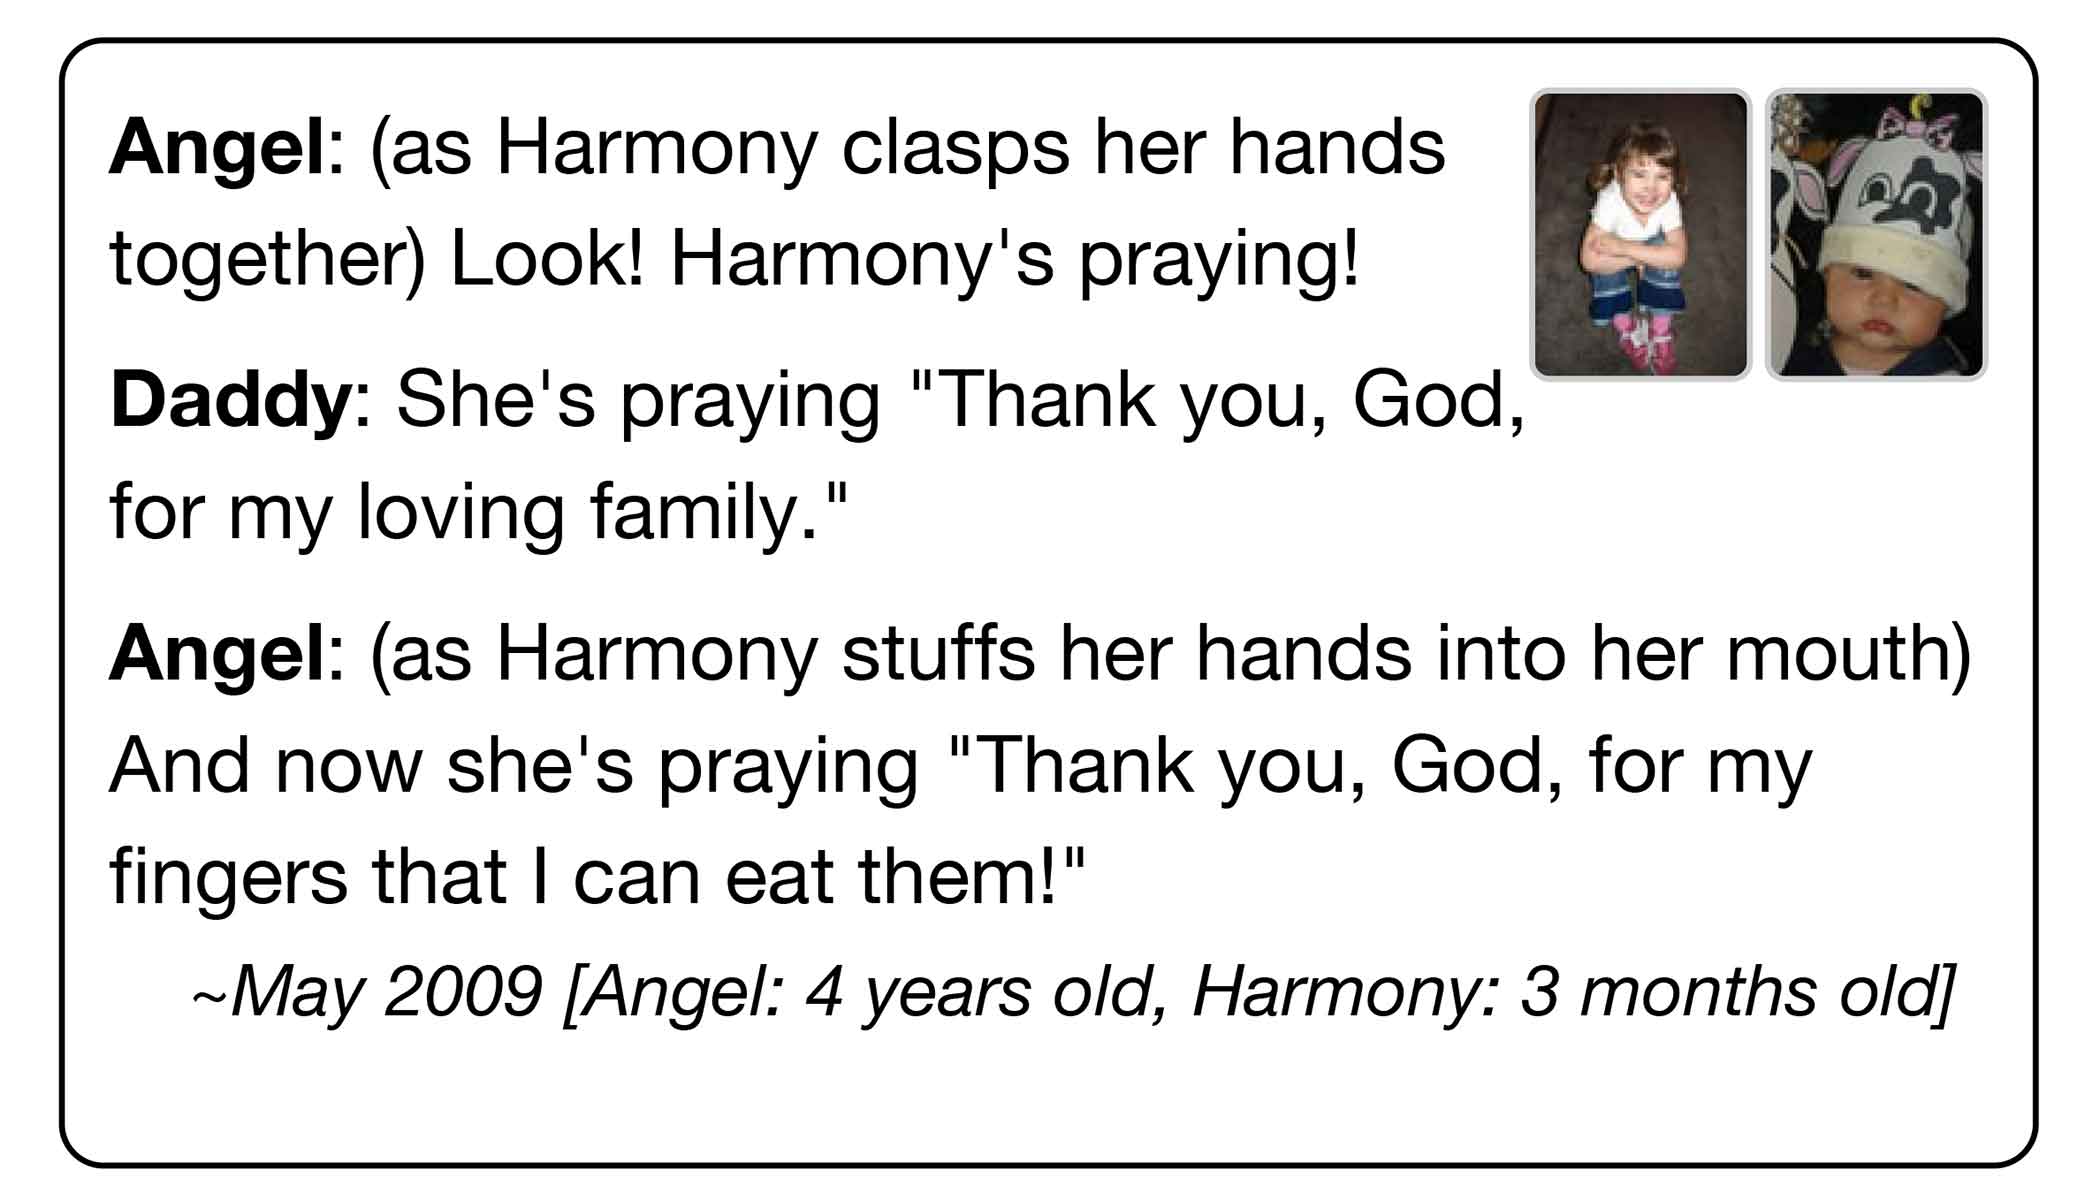 Angel: (as Harmony clasps her hands
together) Look! Harmony's praying!
Daddy: She's praying "Thank you, God,
for my loving family."
Angel: (as Harmony stuffs her hands into her mouth)
And now she's praying "Thank you, God, for my
fingers that I can eat them!"
~May 2009 [Angel: 4 years old, Harmony: 3 months old]